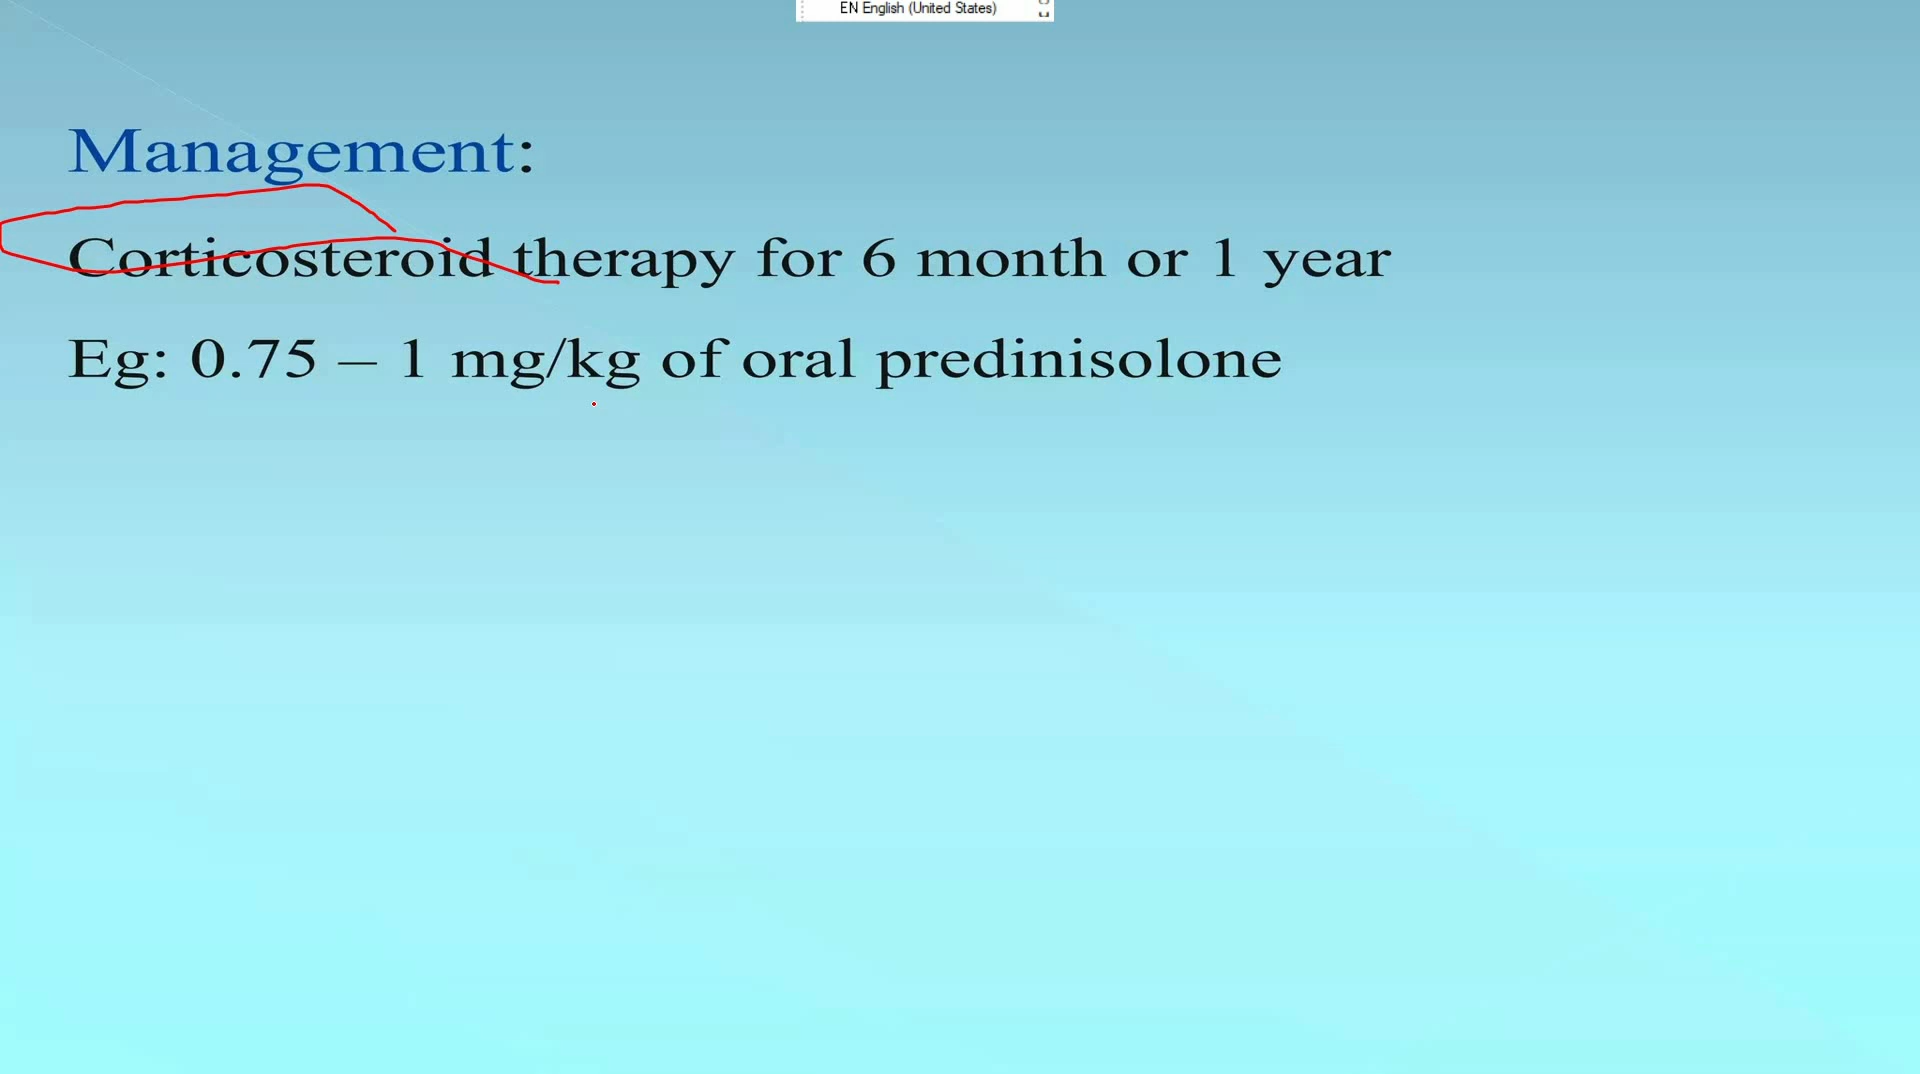 EN English (United States)
Management:
Corticosteroid therapy for 6 month or 1 year
Eg: 0.75 – 1 mg/kg of oral predinisolone